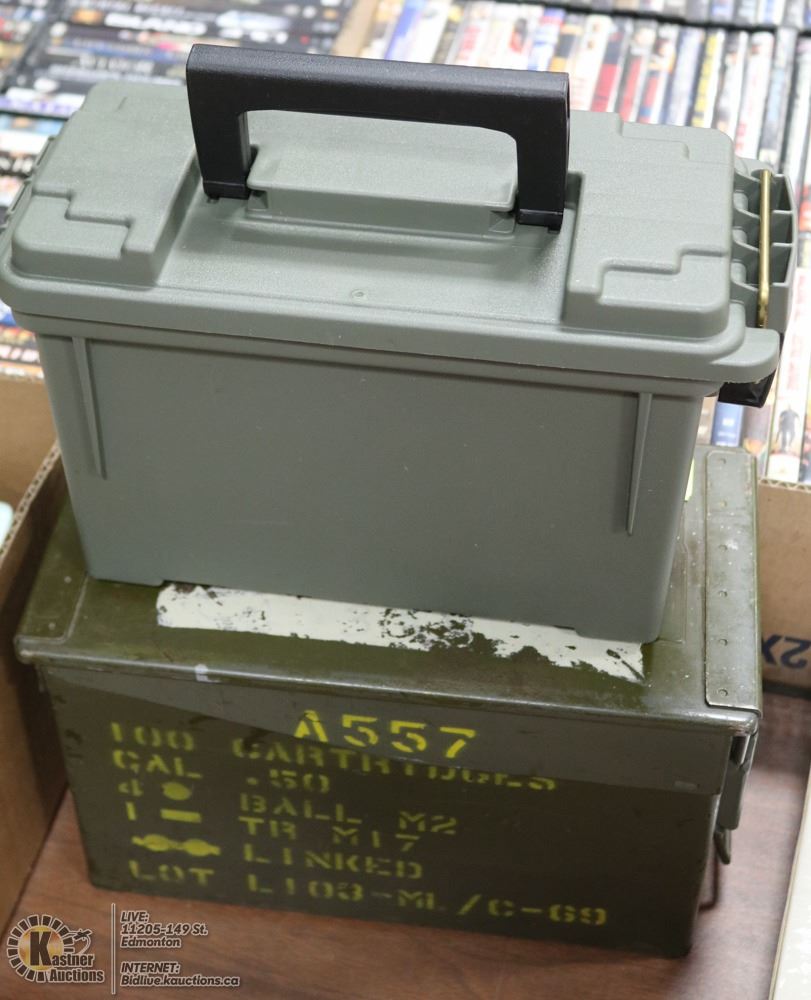 A557
100 CARTRIDGES
CAL .50
4 BALL M2
1 TR M17
LINKED
LOT L103-ML/C-69
2X
Kastner
Auctions
LIVE:
11205-149 St.
Edmonton
INTERNET:
Bidlive.kauctions.ca